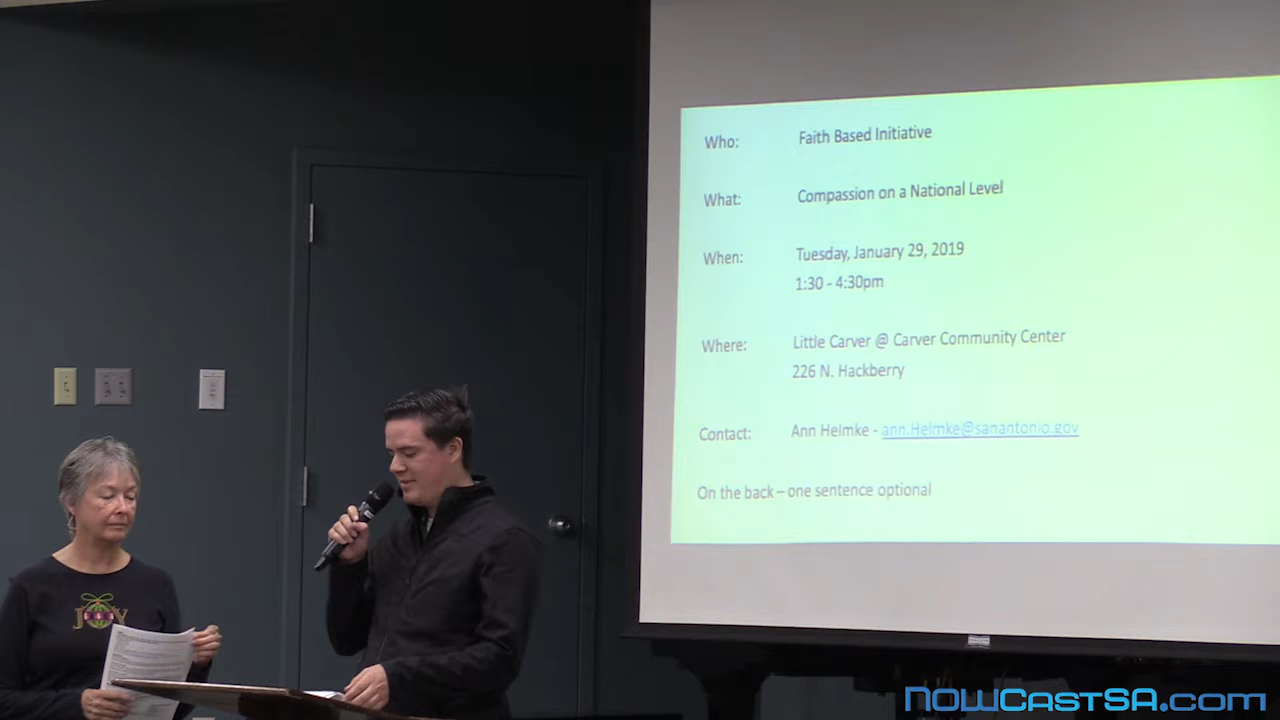 Who: Faith Based Initiative
What: Compassion on a National Level
When: Tuesday, January 29, 2019
1:30 - 4:30pm
Where: Little Carver @ Carver Community Center
226 N. Hackberry
Contact: Ann Helmke - ann.Helmke@sanantonio.gov
On the back – one sentence optional
JOY
NOWCASTSA.com